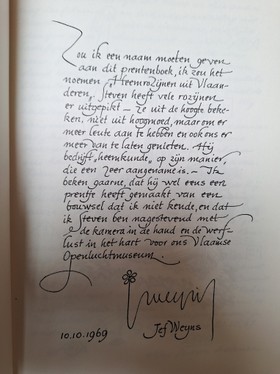 Zou ik een naam moeten geven
aan dit prentenboek, ik zou het
noemen „Heemrozijnen uit Vlaan-
deren„. Steven heeft vele rozijnen
er uitgepikt – ze uit de hoogte beke-
ken, niet uit hoogmoed, maar om er
meer leute aan te hebben en ook ons er
meer van te laten genieten. Hij
bedrijft „heemkunde„ op zijn manier,
die een zeer aangename is. – Ik
beken gaarne, dat hij wel eens een
prentje heeft gemaakt van een
bouwsel dat ik niet kende, en dat
ik Steven ben nagestevend met
de kamera in de hand en de werf-
lust in het hart voor ons Vlaamse
Openluchtmuseum.
Jweyns
10.10.1969 Jef Weyns